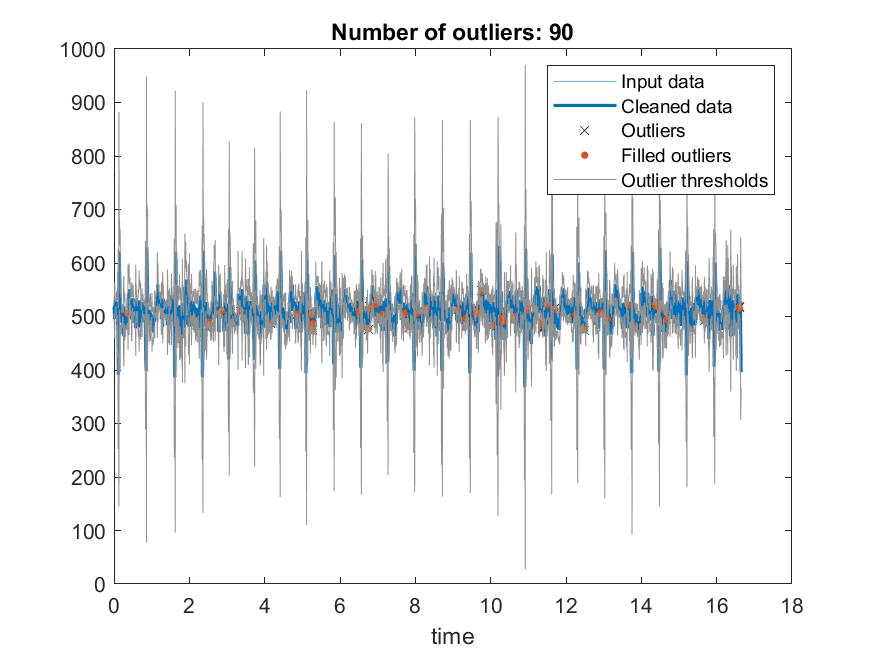 Number of outliers: 90
1000
900
800
700
600
500
400
300
200
100
0
Input data
Cleaned data
Outliers
Filled outliers
Outlier thresholds
0 2 4 6 8 10 12 14 16 18
time